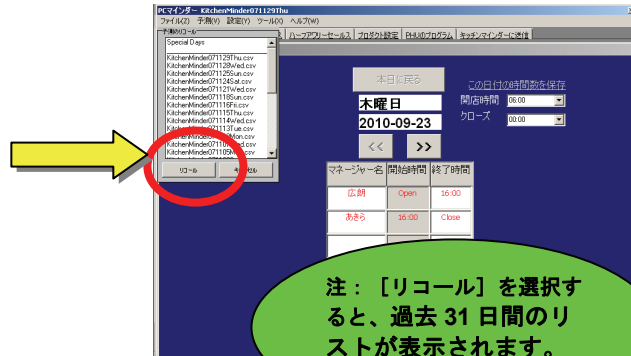 PCマインダー KitchenMinder071129Thu
ファイル(Z) 予測(V) 設定(Y) ツール(X) ヘルプ(W)
予測のリコール
ハーフアワリーセールス プロダクト設定 PHUのプログラム キッチンマインダーに送信
Special Days
KitchenMinder071129Thu.csv
KitchenMinder071128Wed.csv
KitchenMinder071125Sun.csv
KitchenMinder071124Sat.csv
KitchenMinder071121Wed.csv
KitchenMinder071118Sun.csv
KitchenMinder071116Fri.csv
KitchenMinder071115Thu.csv
KitchenMinder071114Wed.csv
KitchenMinder071113Tue.csv
リコール
本日に戻る
木曜日
2010-09-23
<< >>
この日付の時間数を保存
開店時間 06:00
クローズ 00:00
マネージャー名 開始時間 終了時間
広朗 Open 16:00
あきら 16:00 Close
注：［リコール］を選択す
ると、過去 31 日間のリ
ストが表示されます。